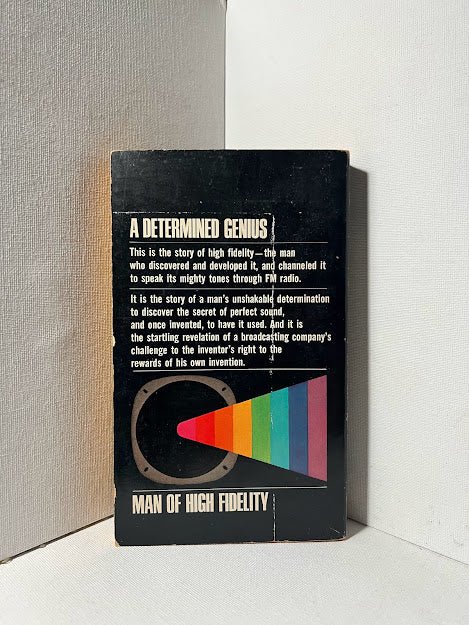 A DETERMINED GENIUS
This is the story of high fidelity—the man
who discovered and developed it, and channeled it
to speak its mighty tones through FM radio.
It is the story of a man's unshakable determination
to discover the secret of perfect sound,
and once invented, to have it used. And it is
the startling revelation of a broadcasting company's
challenge to the inventor's right to the
rewards of his own invention.
MAN OF HIGH FIDELITY